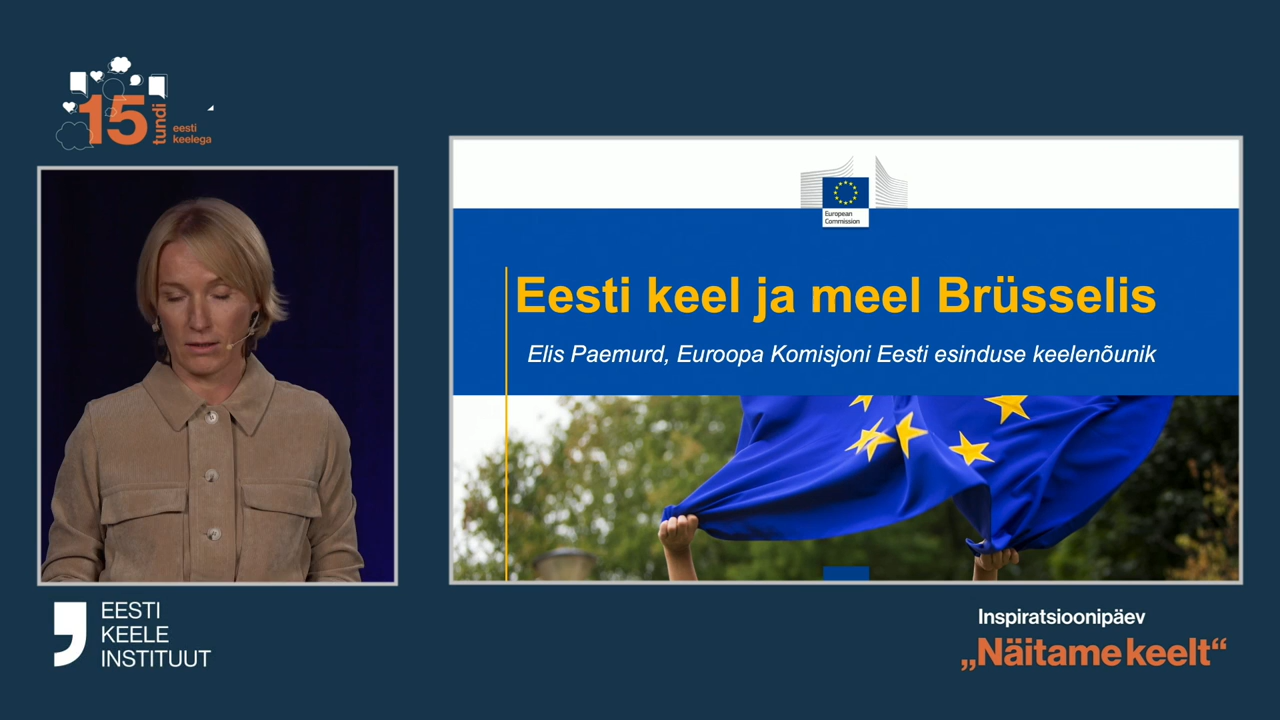 15
tundi
eesti
keelega
European
Commission
Eesti keel ja meel Brüsselis
Elis Paemurd, Euroopa Komisjoni Eesti esinduse keelenõunik
EESTI
KEELE
INSTITUUT
Inspiratsioonipäev
„Näitame keelt“